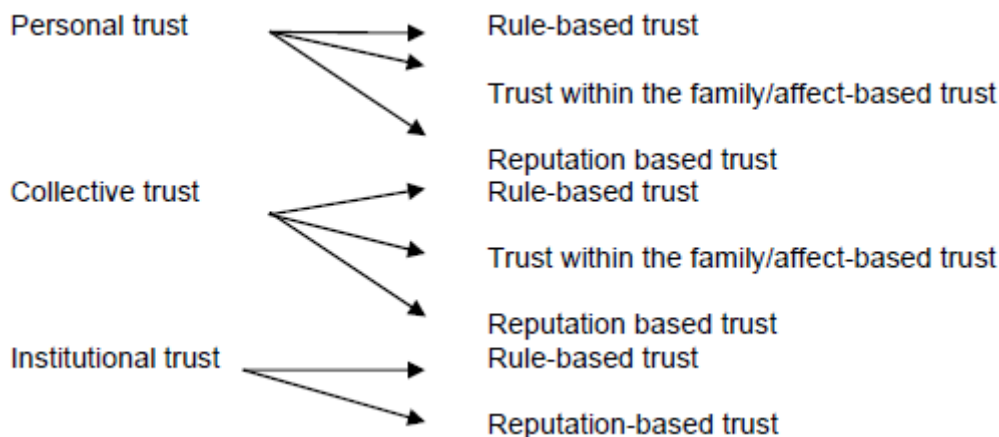 Personal trust Rule-based trust
Trust within the family/affect-based trust
Reputation based trust
Collective trust Rule-based trust
Trust within the family/affect-based trust
Reputation based trust
Institutional trust Rule-based trust
Reputation-based trust